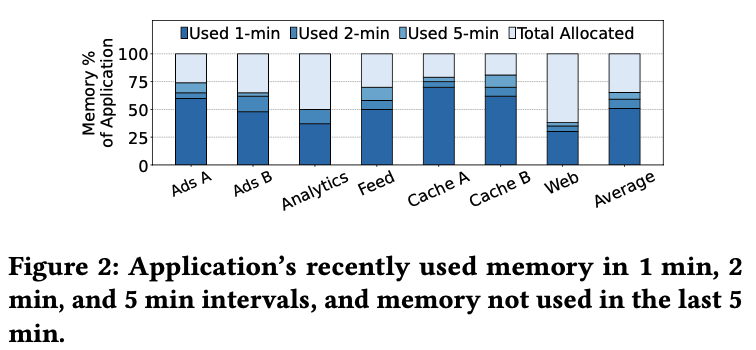 Used 1-min Used 2-min Used 5-min Total Allocated
Memory %
of Application
100
75
50
25
0
Ads A Ads B Analytics Feed Cache A Cache B Web Average
Figure 2: Application's recently used memory in 1 min, 2
min, and 5 min intervals, and memory not used in the last 5
min.